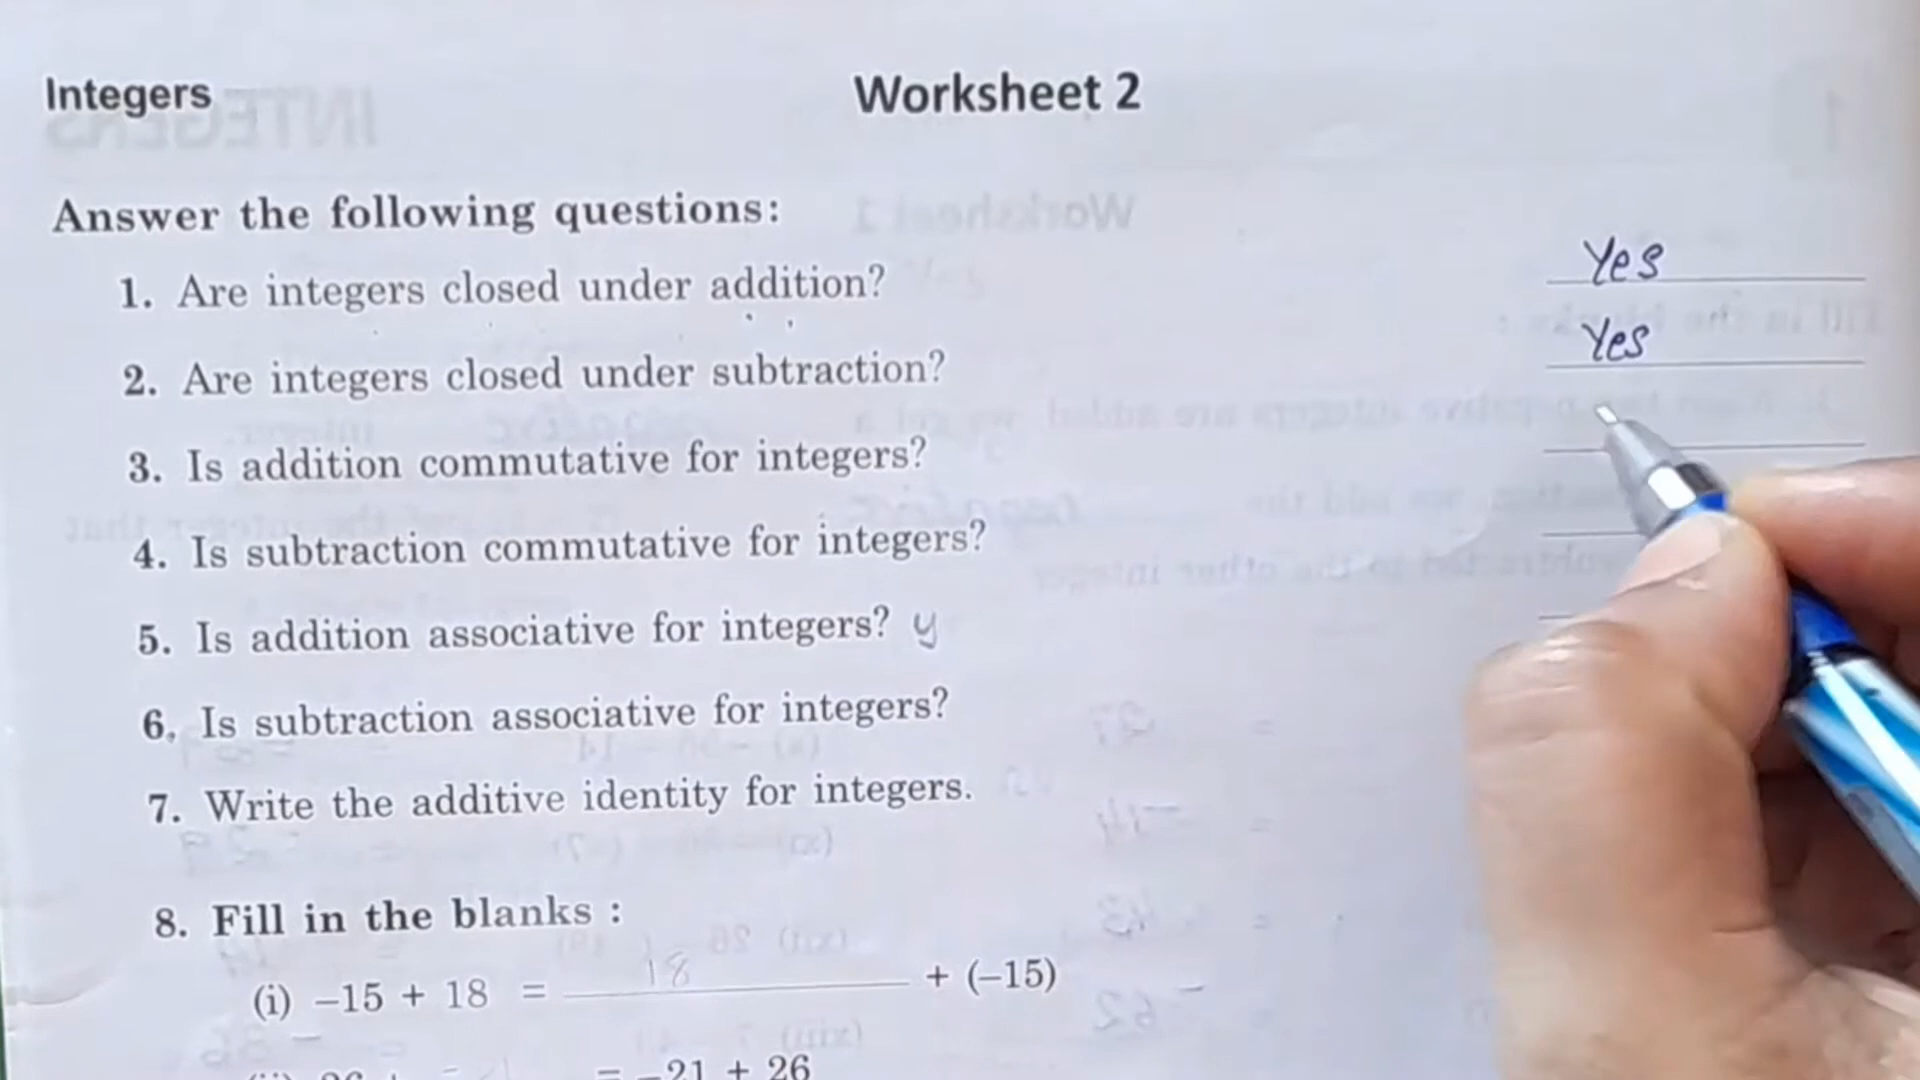 Integers Worksheet 2
Answer the following questions:
1. Are integers closed under addition? Yes
2. Are integers closed under subtraction? Yes
3. Is addition commutative for integers?
4. Is subtraction commutative for integers?
5. Is addition associative for integers? y
6. Is subtraction associative for integers?
7. Write the additive identity for integers.
8. Fill in the blanks :
(i) –15 + 18 = 18 + (–15)
= –21 + 26